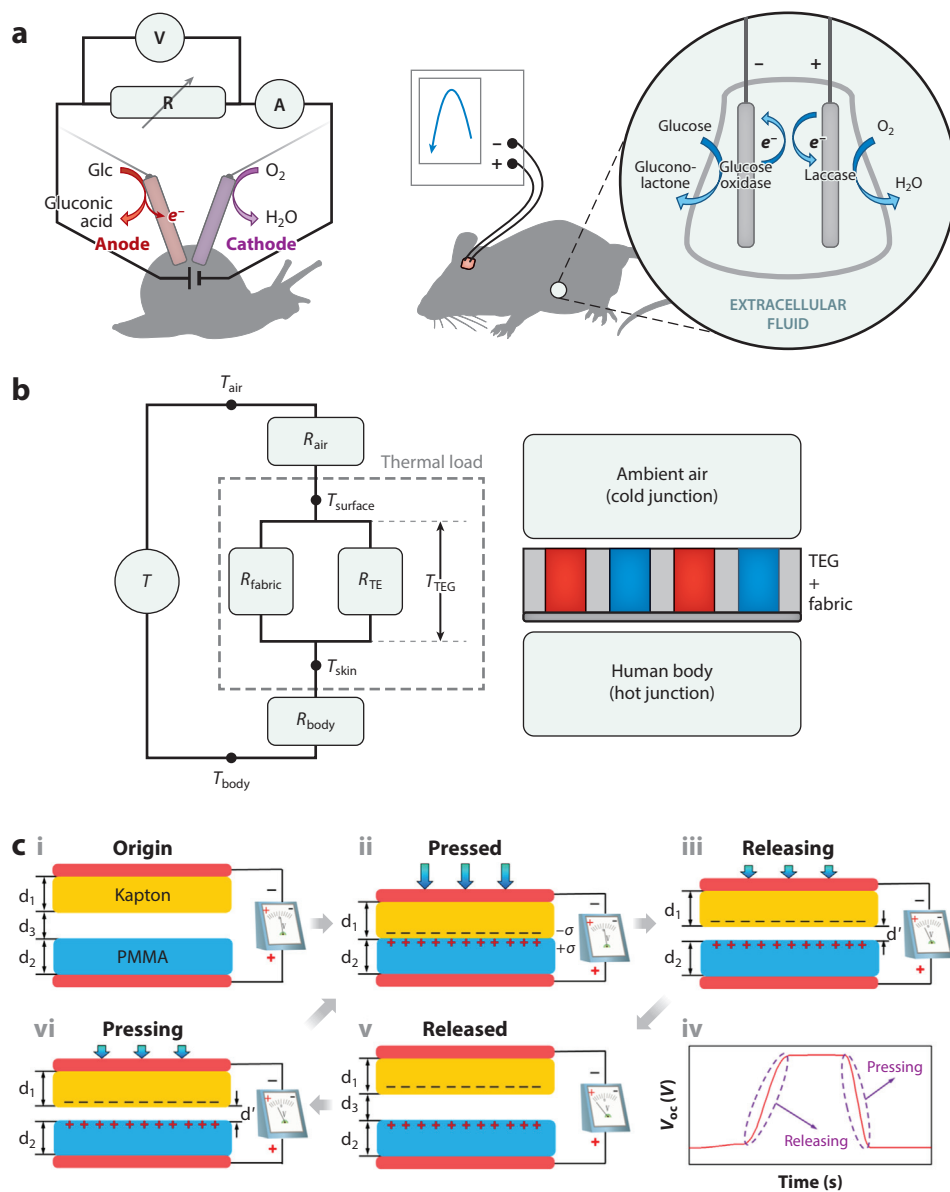 a
V
R
A
Glc
Gluconic
acid
e–
Anode
O2
H2O
Cathode
–
+
–
+
Glucose
Glucono-
lactone
Glucose
oxidase
e–
e–
Laccase
O2
H2O
EXTRACELLULAR
FLUID
b
Tair
Rair
Thermal load
Tsurface
T
Rfabric
RTE
TTEG
Tskin
Rbody
Tbody
Ambient air
(cold junction)
TEG
+
fabric
Human body
(hot junction)
c
i
Origin
d1
Kapton
d3
d2
PMMA
–
+
ii
Pressed
d1
d2
–σ
+σ
–
+
iii
Releasing
d1
d'
d2
–
+
vi
Pressing
d1
d'
d2
–
+
v
Released
d1
d3
d2
–
+
iv
Voc (V)
Pressing
Releasing
Time (s)